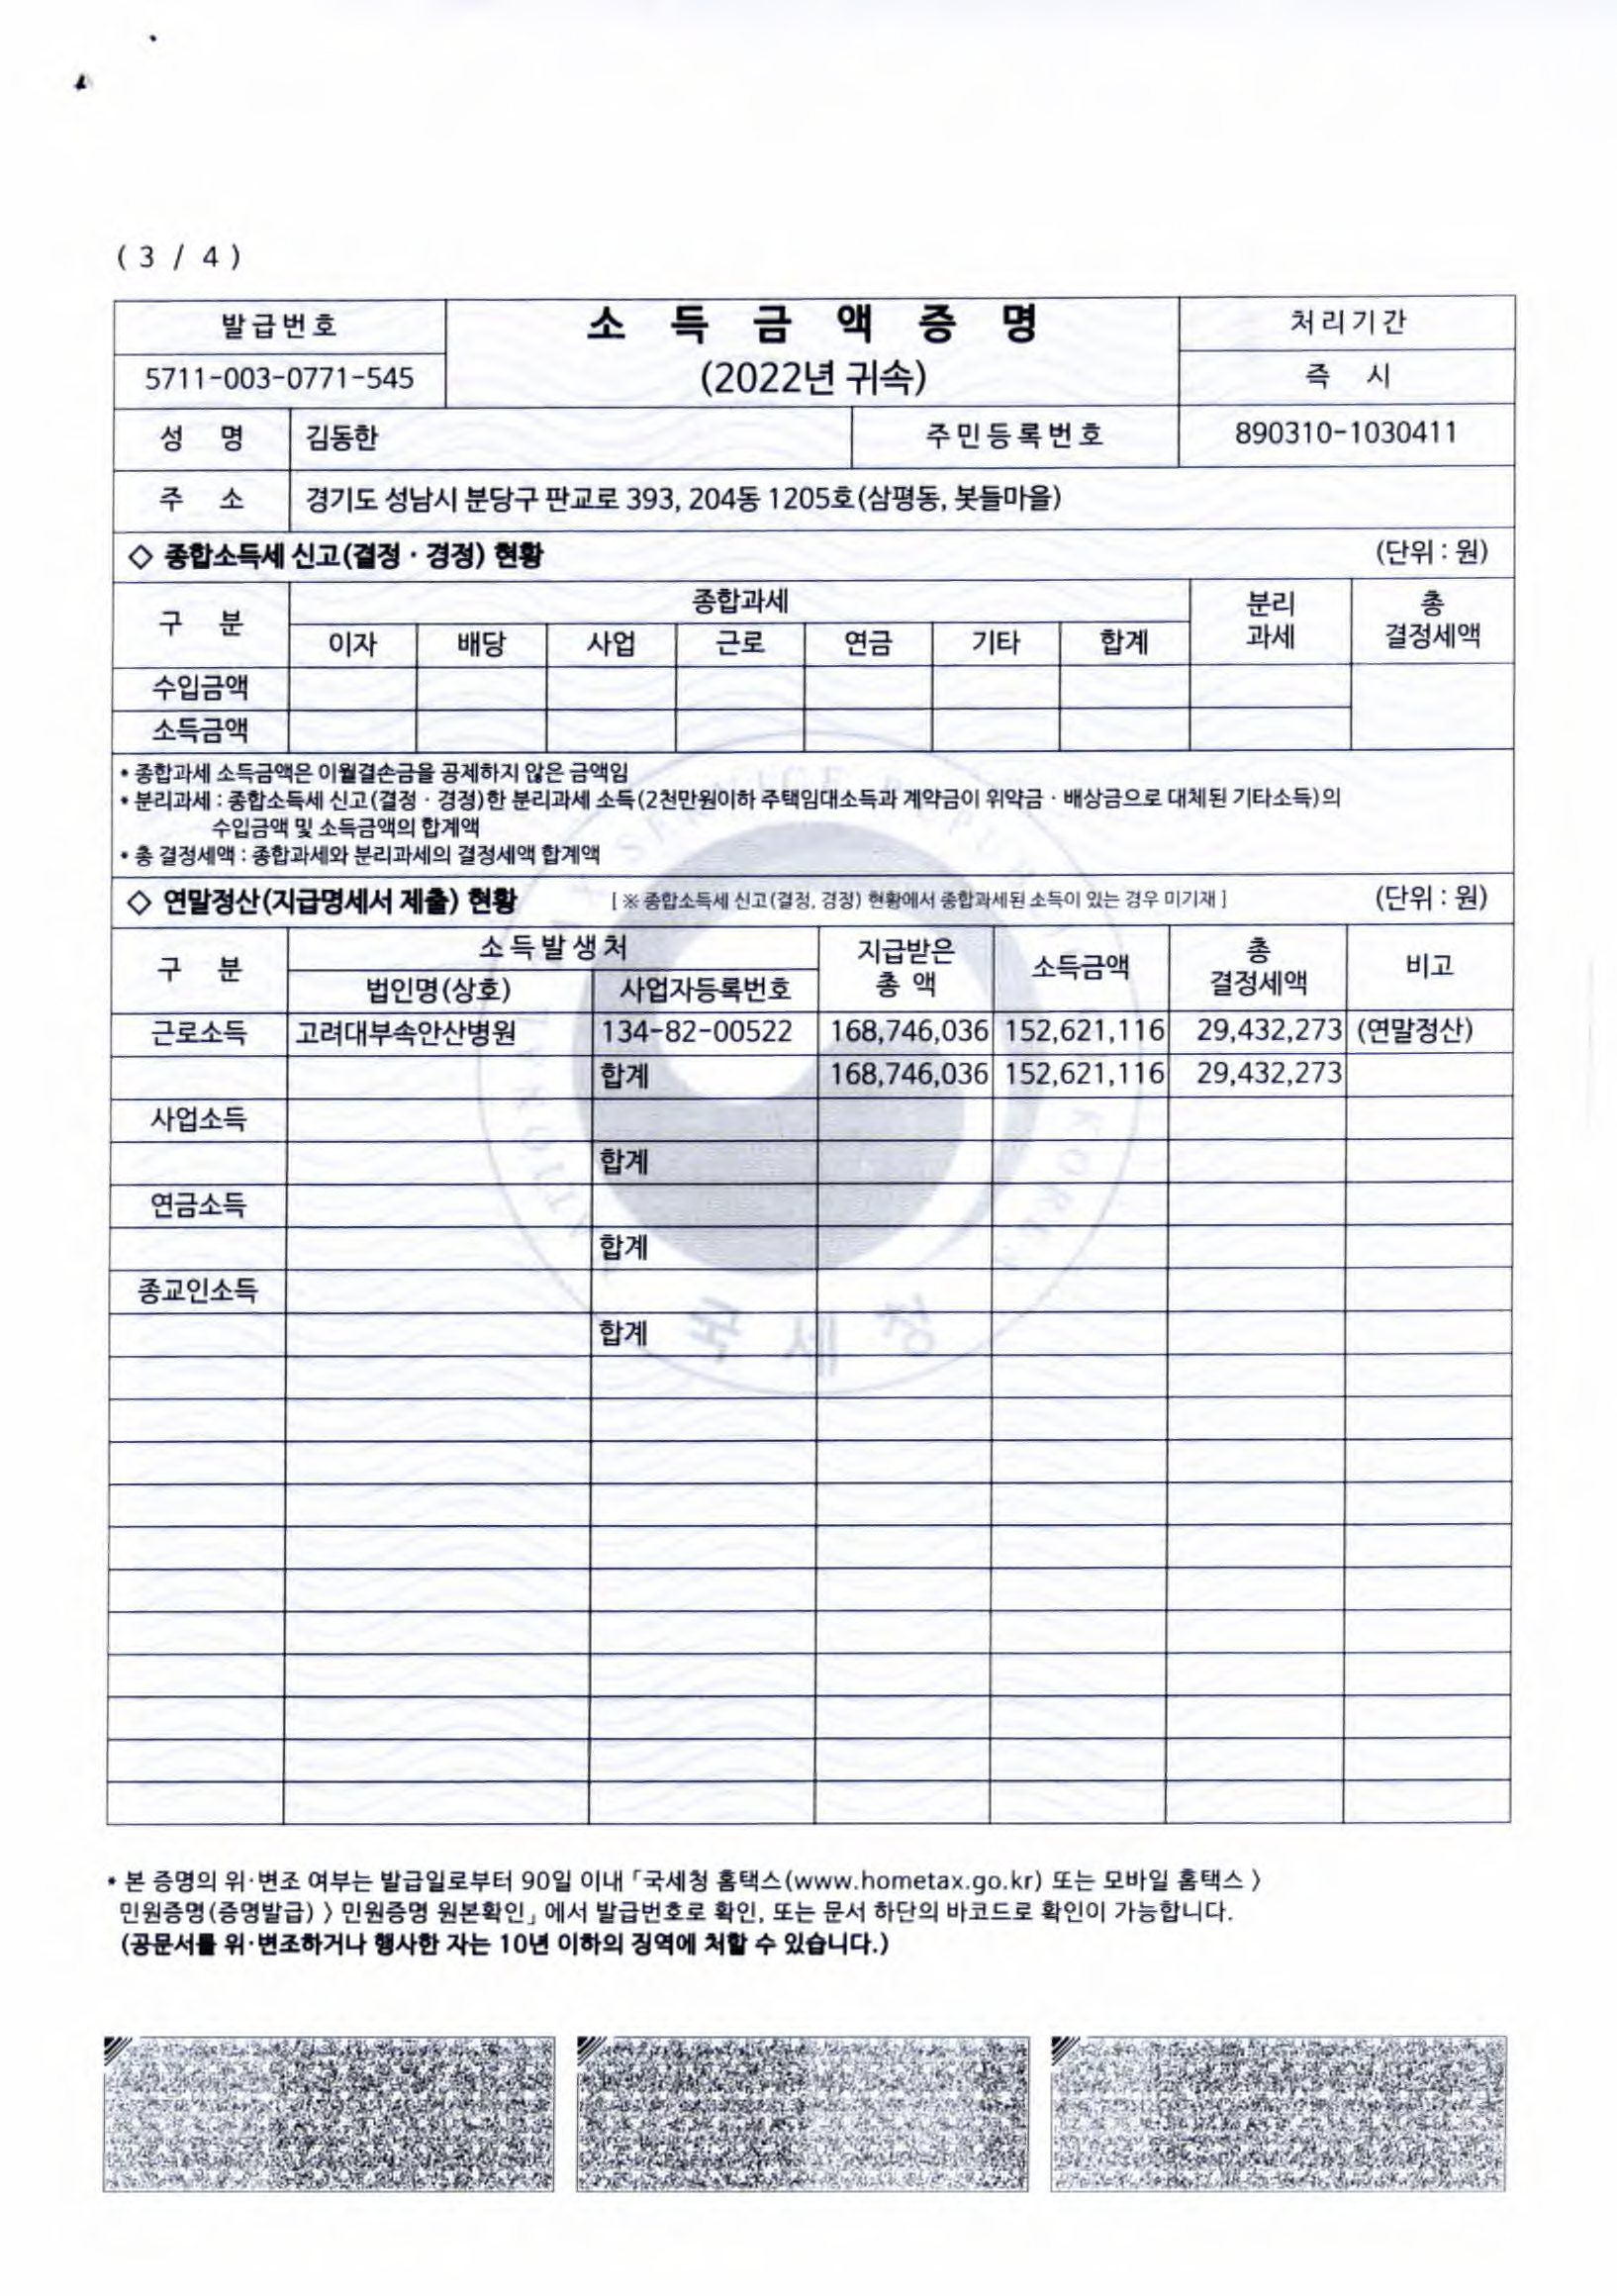 ( 3 / 4 )
발급번호
소 득 금 액 증 명
처리기간
5711-003-0771-545
(2022년 귀속)
즉 시
성 명 김동한 주민등록번호 890310-1030411
주 소 경기도 성남시 분당구 판교로 393, 204동 1205호(삼평동, 봇들마을)
◇ 종합소득세 신고(결정 · 경정) 현황 (단위 : 원)
구 분 종합과세 분리 과세 총 결정세액
이자 배당 사업 근로 연금 기타 합계
수입금액
소득금액
* 종합과세 소득금액은 이월결손금을 공제하지 않은 금액임
* 분리과세 : 종합소득세 신고(결정 · 경정)한 분리과세 소득(2천만원이하 주택임대소득과 계약금이 위약금 · 배상금으로 대체된 기타소득)의
수입금액 및 소득금액의 합계액
* 총 결정세액 : 종합과세와 분리과세의 결정세액 합계액
◇ 연말정산(지급명세서 제출) 현황 [ ※ 종합소득세 신고(결정, 경정) 현황에서 종합과세된 소득이 있는 경우 미기재 ] (단위 : 원)
구 분 소득발생처 지급받은 총 액 소득금액 총 결정세액 비고
법인명(상호) 사업자등록번호
근로소득 고려대부속안산병원 134-82-00522 168,746,036 152,621,116 29,432,273 (연말정산)
합계 168,746,036 152,621,116 29,432,273
사업소득
합계
연금소득
합계
종교인소득
합계
국세청
* 본 증명의 위·변조 여부는 발급일로부터 90일 이내 「국세청 홈택스(www.hometax.go.kr) 또는 모바일 홈택스 〉
민원증명(증명발급) 〉 민원증명 원본확인」 에서 발급번호로 확인, 또는 문서 하단의 바코드로 확인이 가능합니다.
(공문서를 위·변조하거나 행사한 자는 10년 이하의 징역에 처할 수 있습니다.)